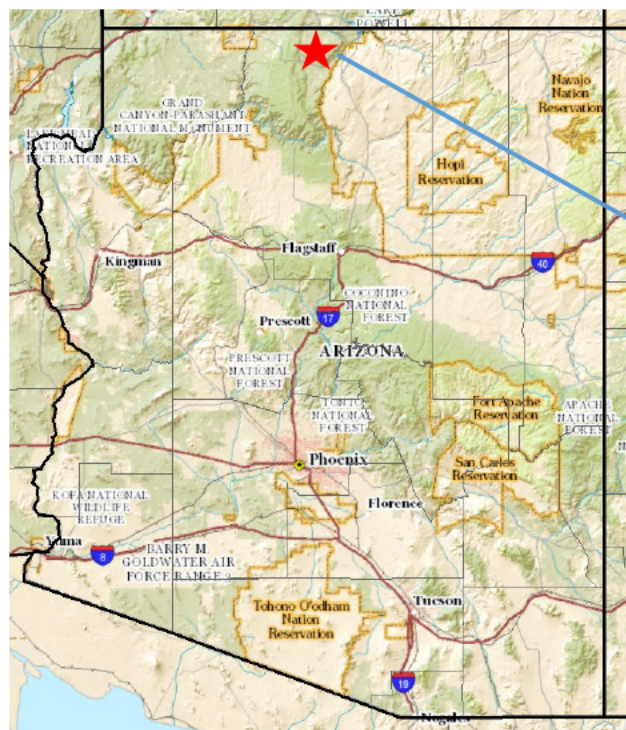 LAKE
POWELL
Navajo
Nation
Reservation
GRAND
CANYON-PARASHANT
NATIONAL MONUMENT
LAKE MEAD
NATIONAL
RECREATION AREA
Hopi
Reservation
Flagstaff
Kingman
40
COCONINO
NATIONAL
FOREST
17
Prescott
ARIZONA
PRESCOTT
NATIONAL
FOREST
Fort Apache
Reservation
APACHE
NATIONAL
FOREST
TONTO
NATIONAL
FOREST
Phoenix
San Carlos
Reservation
KOFA NATIONAL
WILDLIFE
REFUGE
Florence
Yuma
8
BARRY M.
GOLDWATER AIR
FORCE RANGE
Tohono O'odham
Nation
Reservation
Tucson
19
Nogales